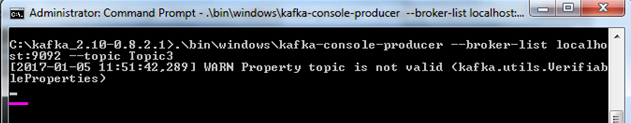 Administrator: Command Prompt - .\bin\windows\kafka-console-producer --broker-list localhost:...
C:\kafka_2.10-0.8.2.1>.\bin\windows\kafka-console-producer --broker-list localho
st:9092 --topic Topic3
[2017-01-05 11:51:42,289] WARN Property topic is not valid (kafka.utils.Verifiab
leProperties)